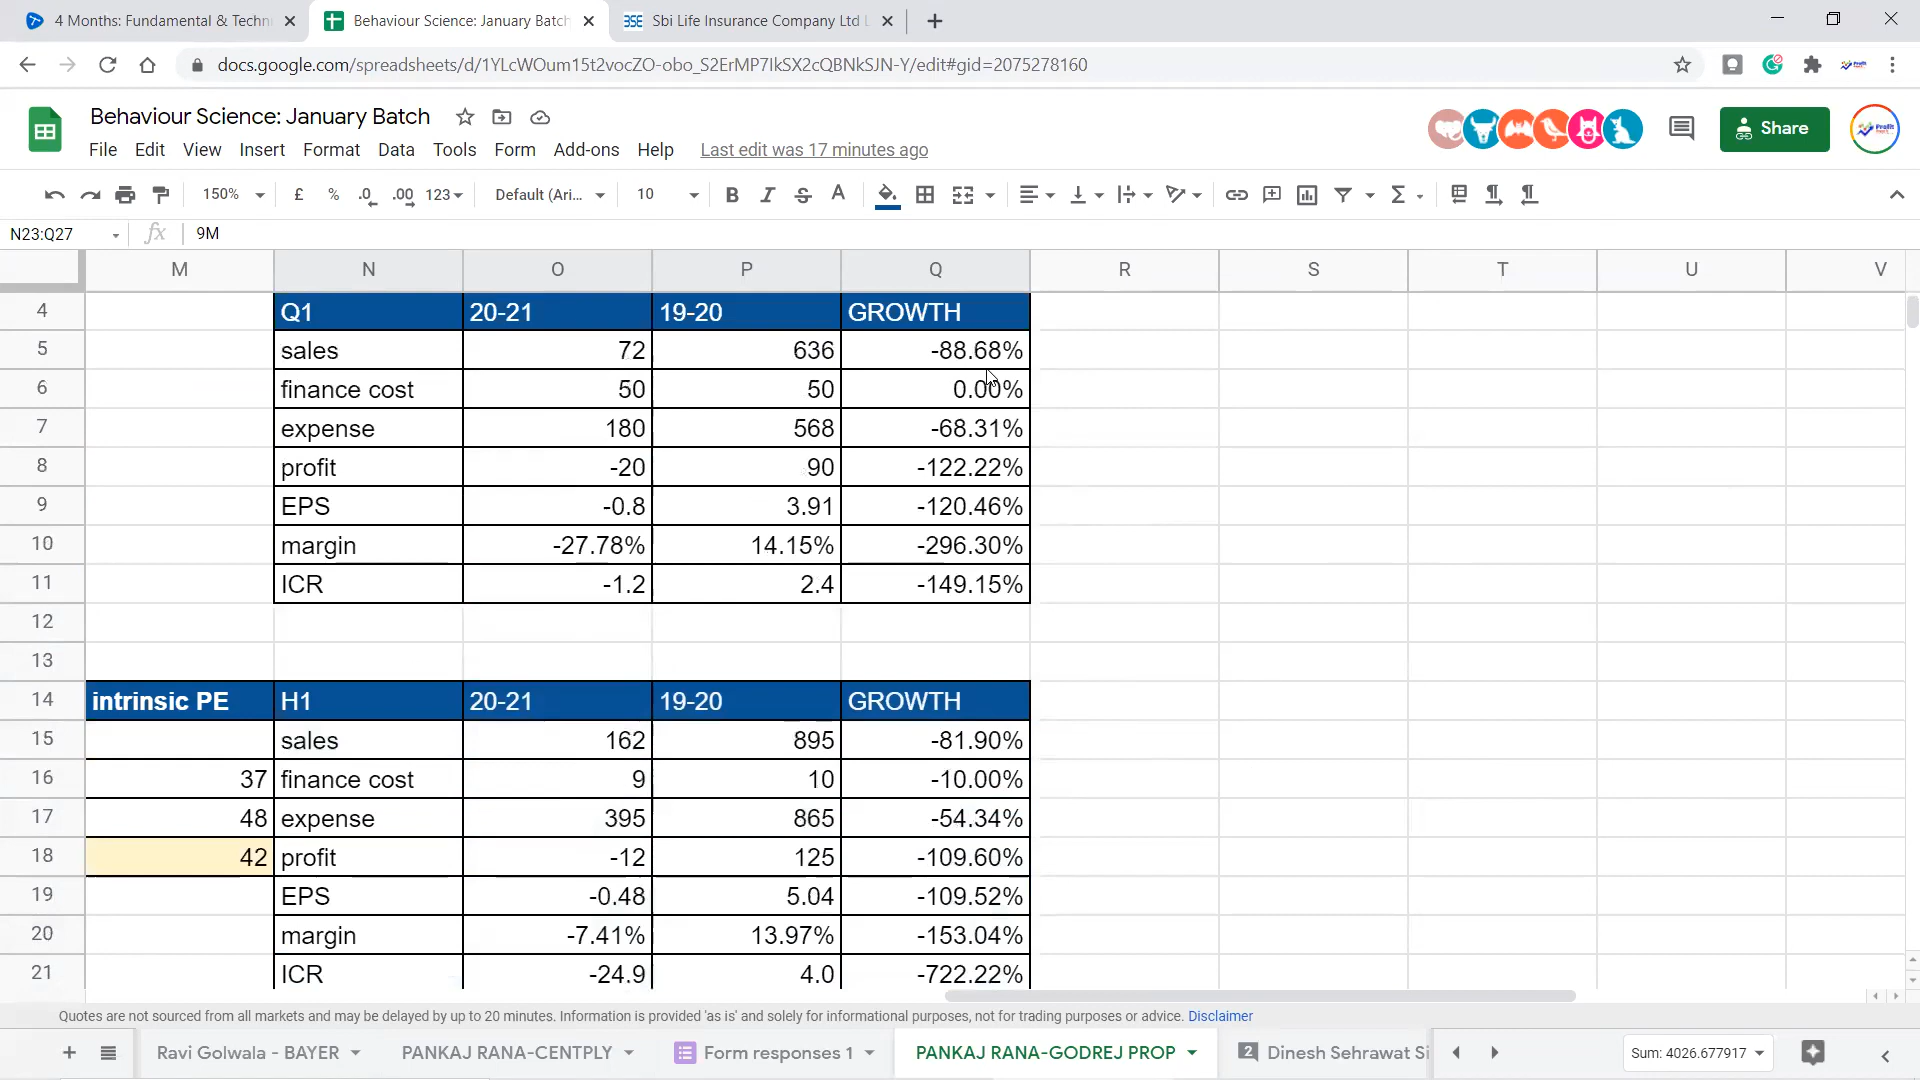 4 Months: Fundamental & Techn
Behaviour Science: January Batch
BSE Sbi Life Insurance Company Ltd L
docs.google.com/spreadsheets/d/1YLcWOum15t2vocZO-obo_S2ErMP7IkSX2cQBNkSJN-Y/edit#gid=2075278160
Behaviour Science: January Batch
Share
File Edit View Insert Format Data Tools Form Add-ons Help Last edit was 17 minutes ago
150% £ % .0 .00 123 Default (Ari... 10 B I S A
N23:Q27 fx 9M
M N O P Q R S T U V
4 Q1 20-21 19-20 GROWTH
5 sales 72 636 -88.68%
6 finance cost 50 50 0.00%
7 expense 180 568 -68.31%
8 profit -20 90 -122.22%
9 EPS -0.8 3.91 -120.46%
10 margin -27.78% 14.15% -296.30%
11 ICR -1.2 2.4 -149.15%
12
13
14 intrinsic PE H1 20-21 19-20 GROWTH
15 sales 162 895 -81.90%
16 37 finance cost 9 10 -10.00%
17 48 expense 395 865 -54.34%
18 42 profit -12 125 -109.60%
19 EPS -0.48 5.04 -109.52%
20 margin -7.41% 13.97% -153.04%
21 ICR -24.9 4.0 -722.22%
Quotes are not sourced from all markets and may be delayed by up to 20 minutes. Information is provided 'as is' and solely for informational purposes, not for trading purposes or advice. Disclaimer
Ravi Golwala - BAYER PANKAJ RANA-CENTPLY Form responses 1 PANKAJ RANA-GODREJ PROP 2 Dinesh Sehrawat Si Sum: 4026.677917